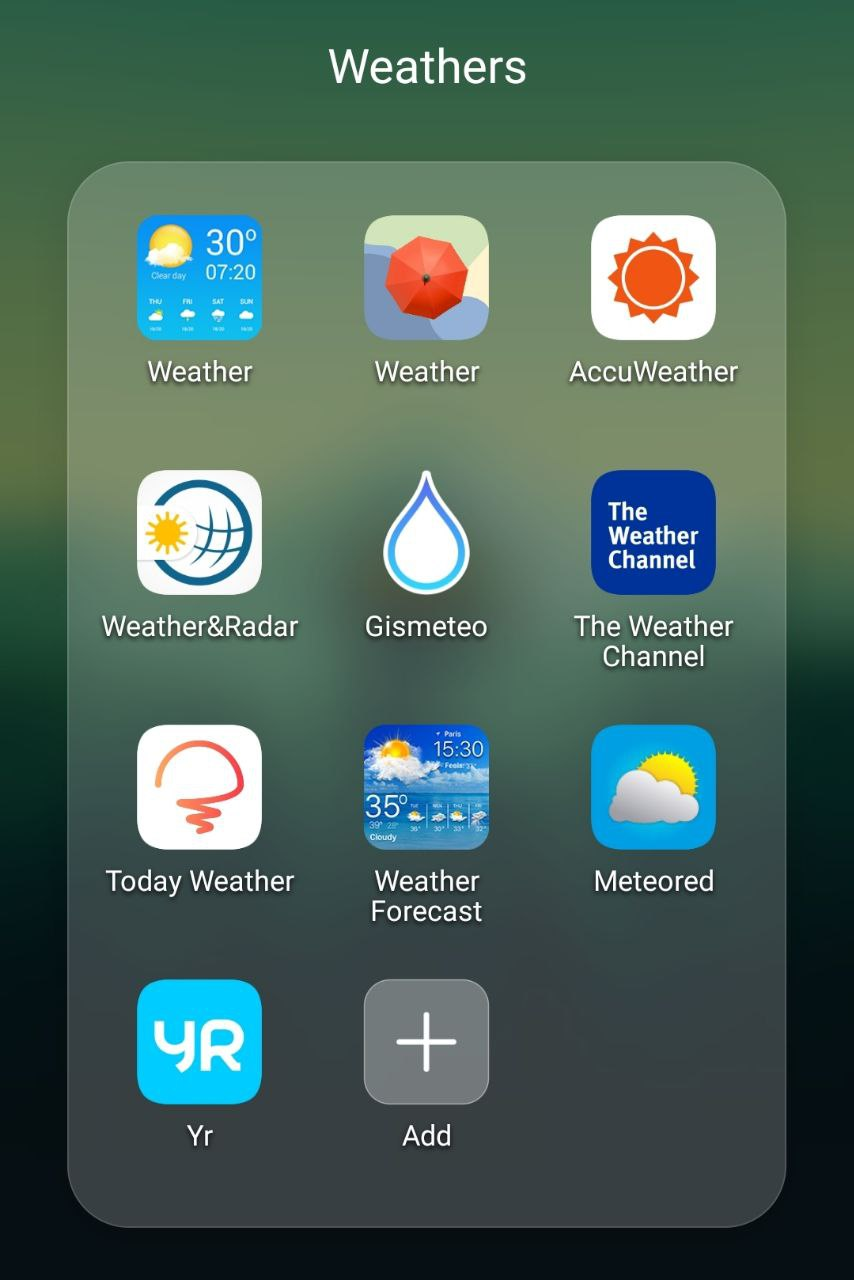 Weathers
30°
07:20
Clear day
THU FRI SAT SUN
Weather
Weather
AccuWeather
Weather&Radar
Gismeteo
The
Weather
Channel
The Weather
Channel
Today Weather
Paris
15:30
35°
39°
Cloudy
Weather
Forecast
Meteored
YR
Yr
Add